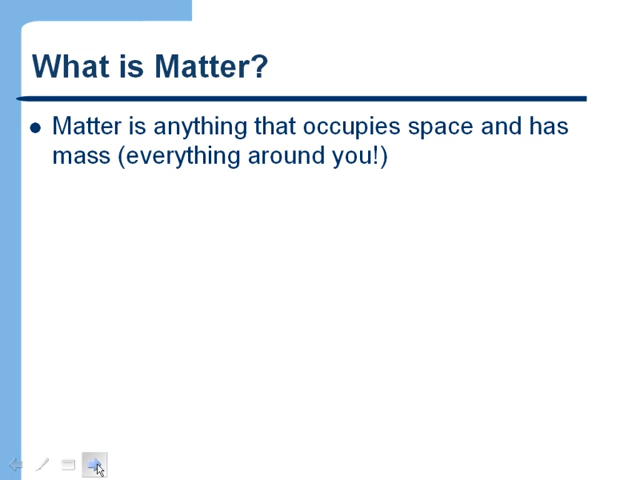 What is Matter?
Matter is anything that occupies space and has
mass (everything around you!)